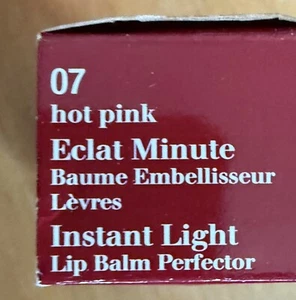 07
hot pink
Eclat Minute
Baume Embellisseur
Lèvres
Instant Light
Lip Balm Perfector